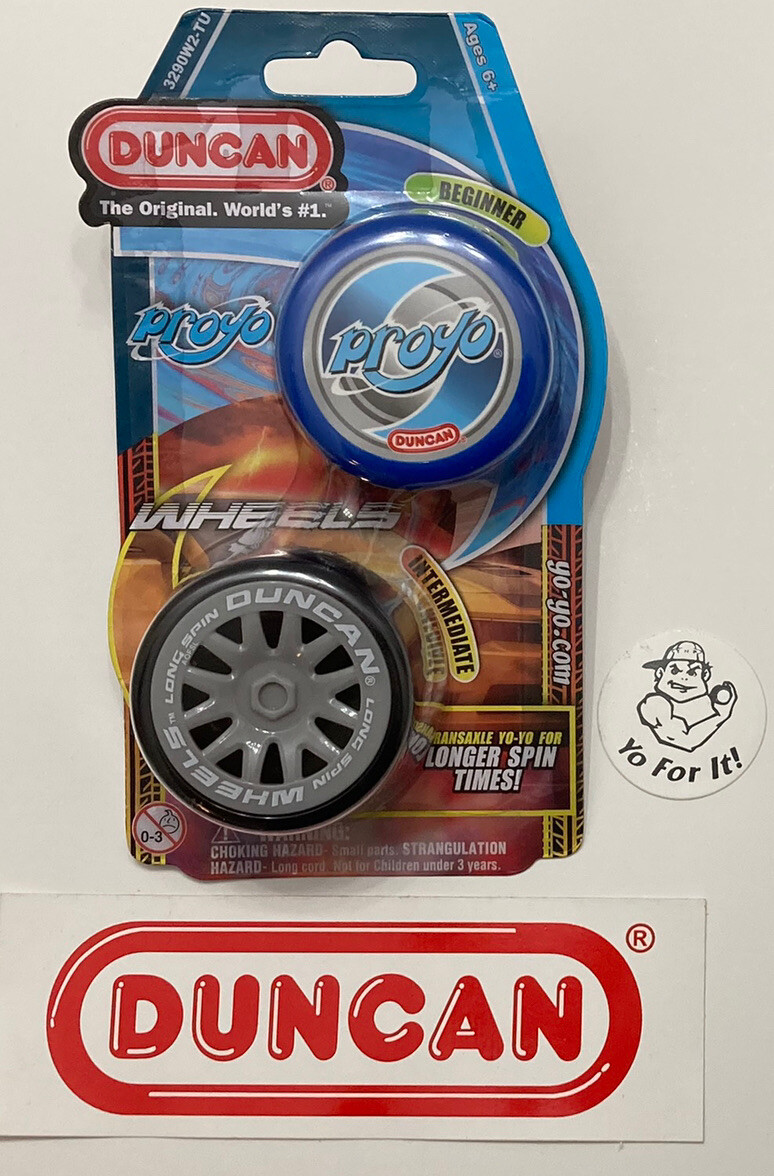 3290W2-TU
Ages 6+
DUNCAN®
The Original. World's #1.™
BEGINNER
proyo
proyo®
DUNCAN®
WHEELS
INTERMEDIATE
yo-yo.com
DUNCAN®
LONG SPIN
WHEELS™
LONG SPIN
TRANSAXLE YO-YO FOR
LONGER SPIN
TIMES!
0-3
WARNING:
CHOKING HAZARD- Small parts. STRANGULATION
HAZARD- Long cord. Not for Children under 3 years.
Yo For It!
DUNCAN®